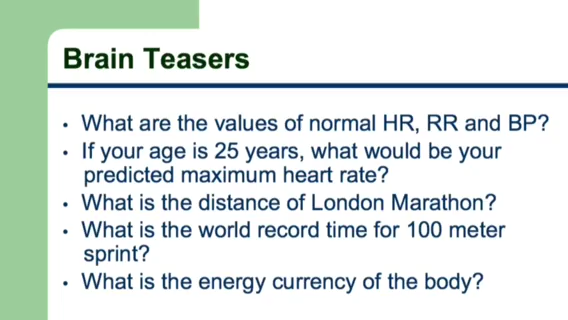 Brain Teasers
• What are the values of normal HR, RR and BP?
• If your age is 25 years, what would be your
predicted maximum heart rate?
• What is the distance of London Marathon?
• What is the world record time for 100 meter
sprint?
• What is the energy currency of the body?